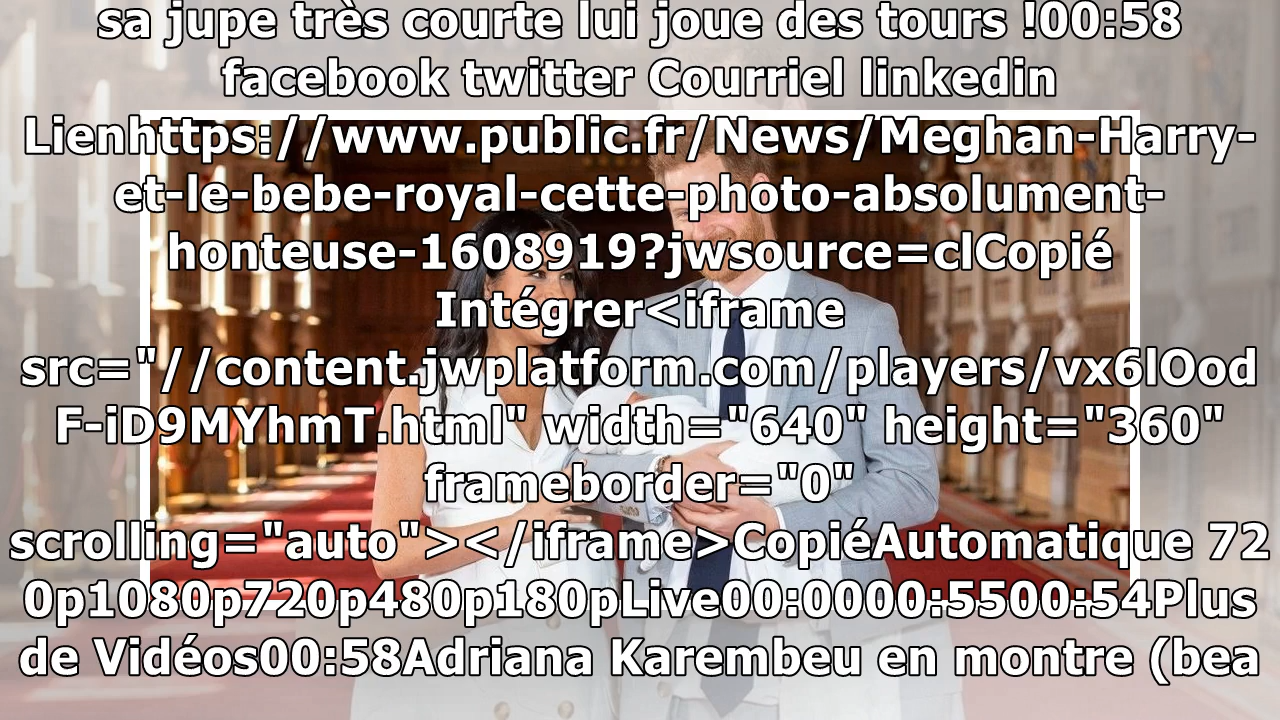 sa jupe très courte lui joue des tours !00:58
facebook twitter Courriel linkedin
Lienhttps://www.public.fr/News/Meghan-Harry-
et-le-bebe-royal-cette-photo-absolument-
honteuse-1608919?jwsource=clCopié
Intégrer<iframe
src="//content.jwplatform.com/players/vx6lOod
F-iD9MYhmT.html" width="640" height="360"
frameborder="0"
scrolling="auto"></iframe>CopiéAutomatique 72
0p1080p720p480p180pLive00:0000:5500:54Plus
de Vidéos00:58Adriana Karembeu en montre (bea